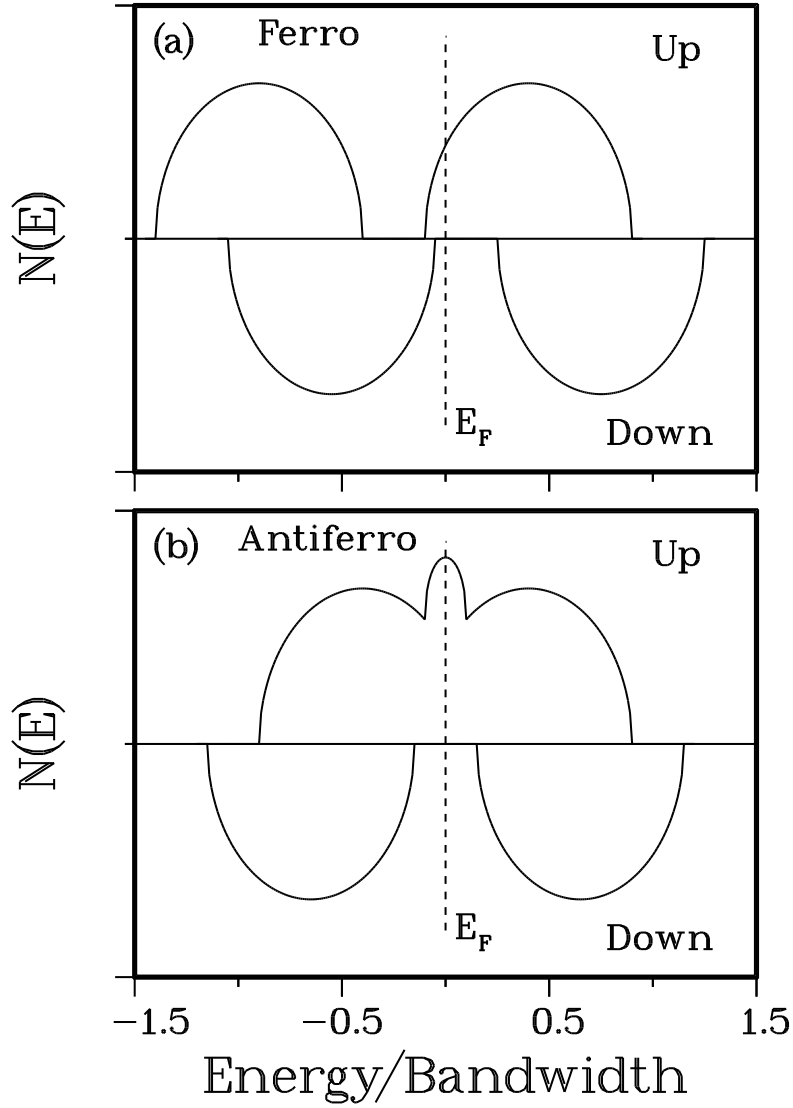 (a) Ferro Up
N(E)
E_F
Down
(b) Antiferro Up
N(E)
E_F
Down
−1.5 −0.5 0.5 1.5
Energy/Bandwidth